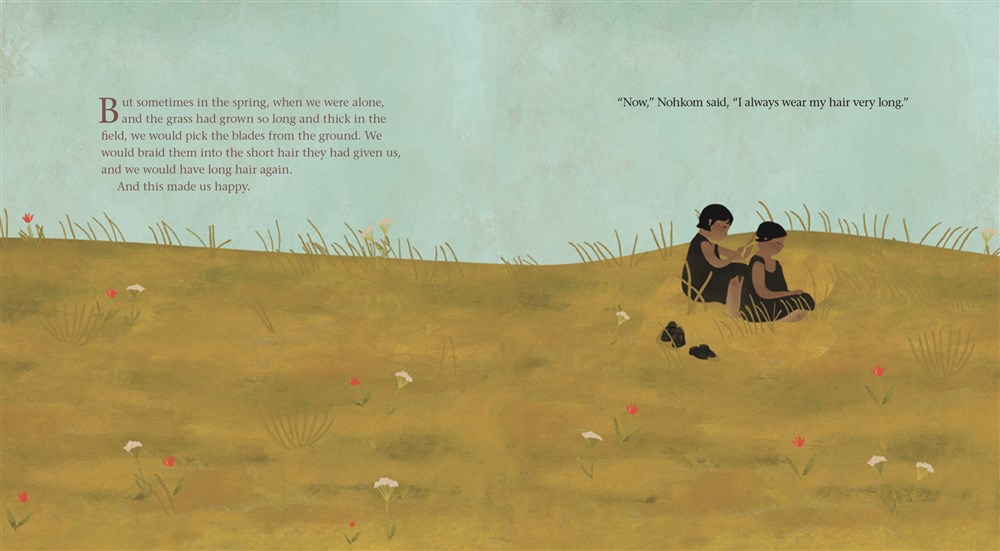 But sometimes in the spring, when we were alone,
and the grass had grown so long and thick in the
field, we would pick the blades from the ground. We
would braid them into the short hair they had given us,
and we would have long hair again.
And this made us happy.
“Now,” Nohkom said, “I always wear my hair very long.”